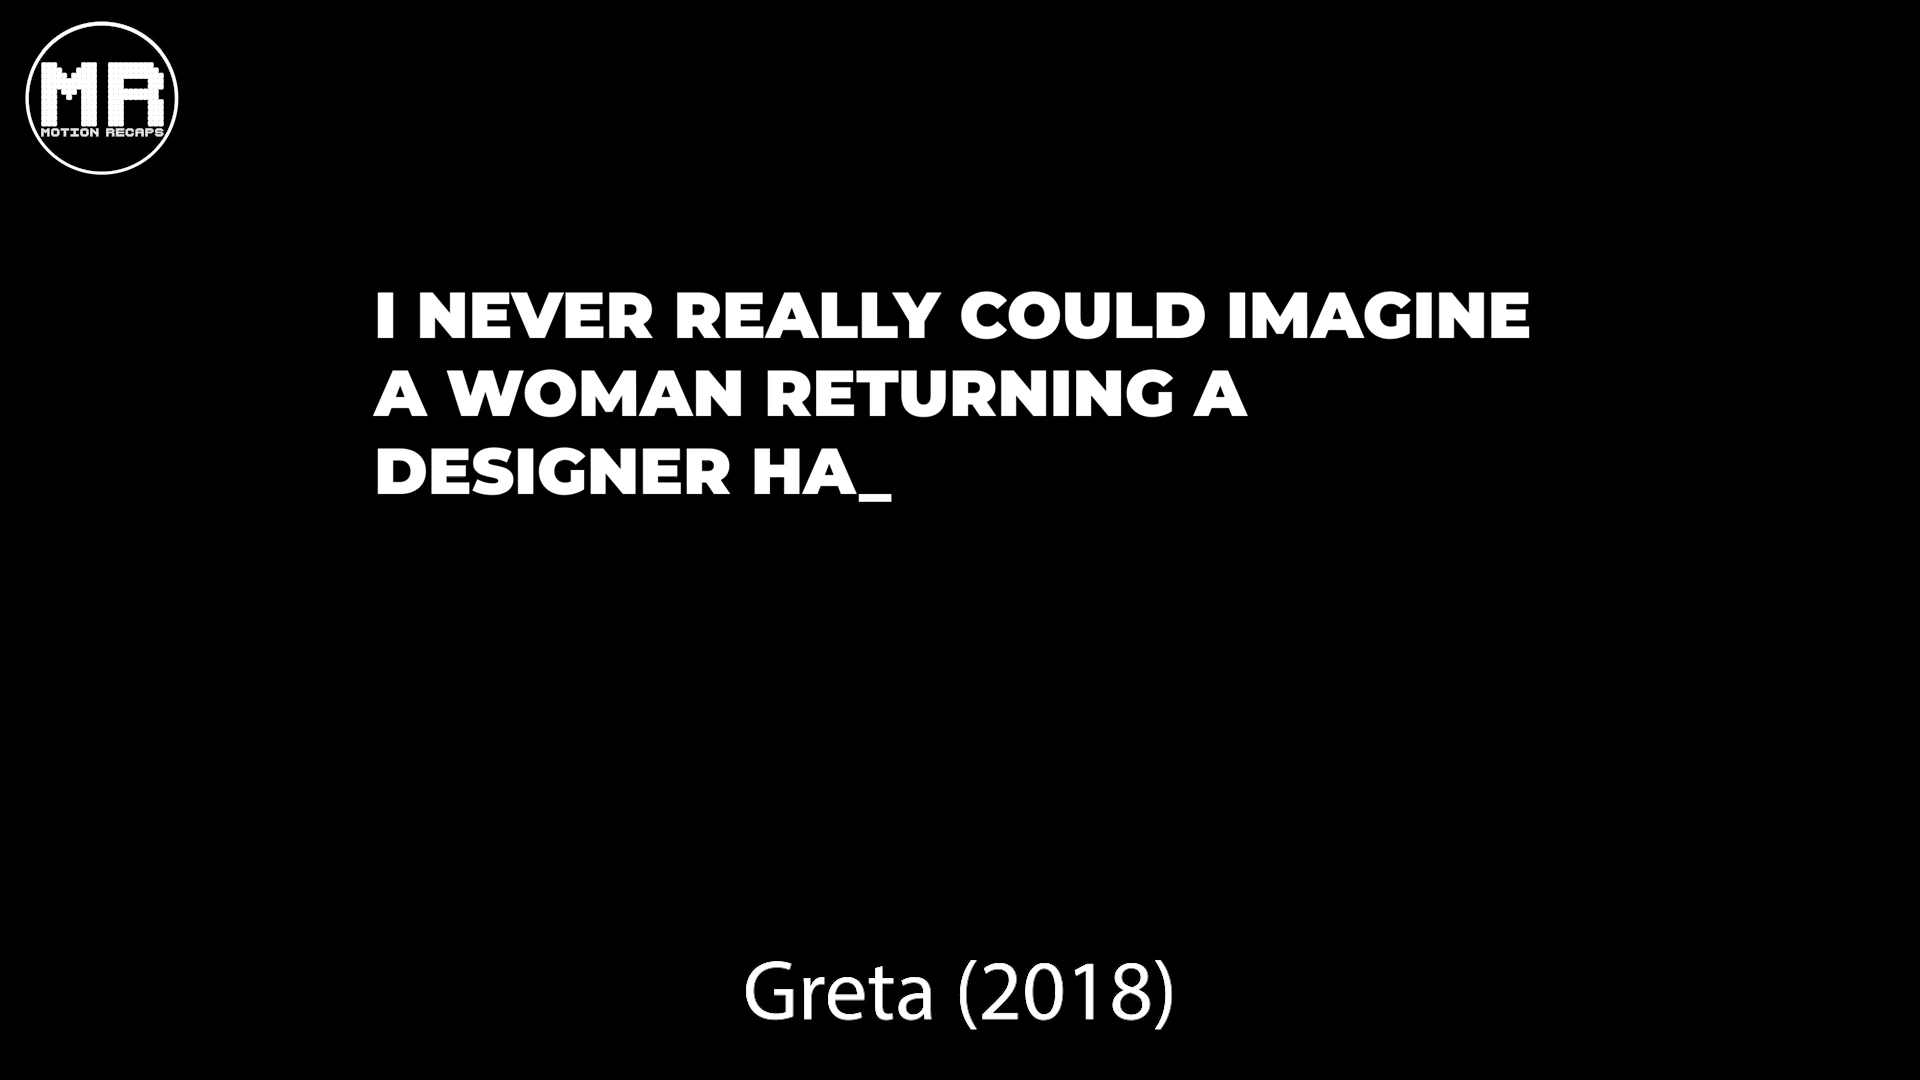 MR
MOTION RECAPS
I NEVER REALLY COULD IMAGINE
A WOMAN RETURNING A
DESIGNER HA_
Greta (2018)